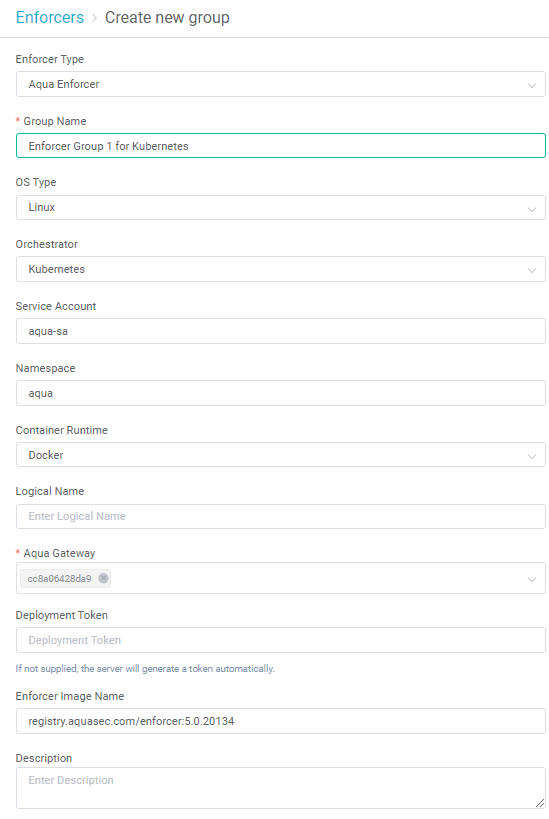 Enforcers > Create new group
Enforcer Type
Aqua Enforcer
* Group Name
Enforcer Group 1 for Kubernetes
OS Type
Linux
Orchestrator
Kubernetes
Service Account
aqua-sa
Namespace
aqua
Container Runtime
Docker
Logical Name
Enter Logical Name
* Aqua Gateway
cc8a06428da9
Deployment Token
Deployment Token
If not supplied, the server will generate a token automatically.
Enforcer Image Name
registry.aquasec.com/enforcer:5.0.20134
Description
Enter Description